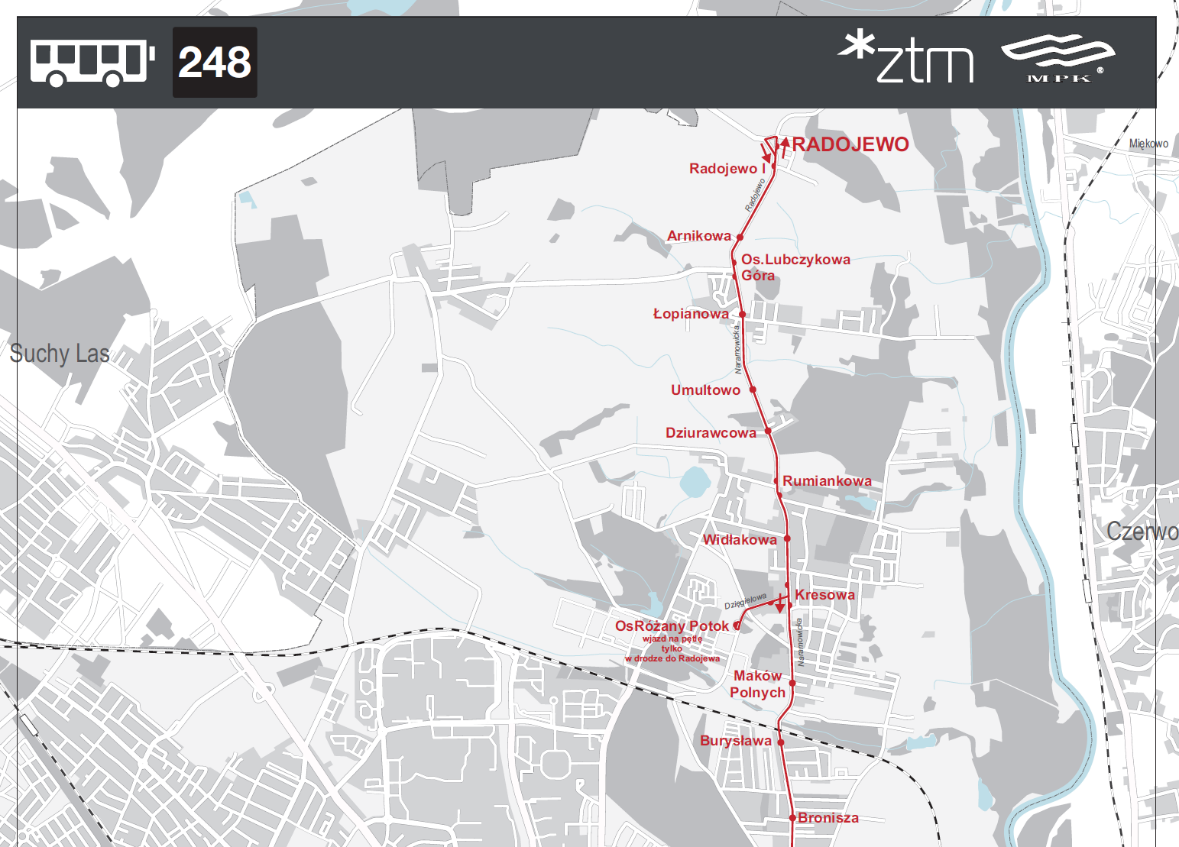 248
ztm
MPK
®
RADOJEWO
Miękowo
Radojewo I
Radojewo
Arnikowa
Os.Lubczykowa
Góra
Łopianowa
Naramowicka
Suchy Las
Umultowo
Dziurawcowa
Rumiankowa
Czerwo
Widłakowa
Kresowa
Dzięgielowa
OsRóżany Potok
wjazd na pętlę
tylko
w drodze do Radojewa
Naramowicka
Maków
Polnych
Burysława
Bronisza